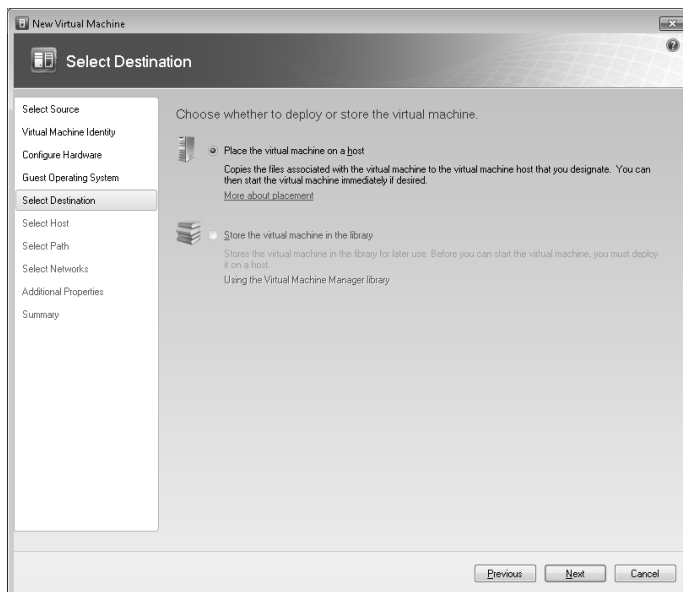 New Virtual Machine
Select Destination
Select Source
Virtual Machine Identity
Configure Hardware
Guest Operating System
Select Destination
Select Host
Select Path
Select Networks
Additional Properties
Summary
Choose whether to deploy or store the virtual machine.
Place the virtual machine on a host
Copies the files associated with the virtual machine to the virtual machine host that you designate. You can
then start the virtual machine immediately if desired.
More about placement
Store the virtual machine in the library
Stores the virtual machine in the library for later use. Before you can start the virtual machine, you must deploy
it on a host.
Using the Virtual Machine Manager library
Previous
Next
Cancel